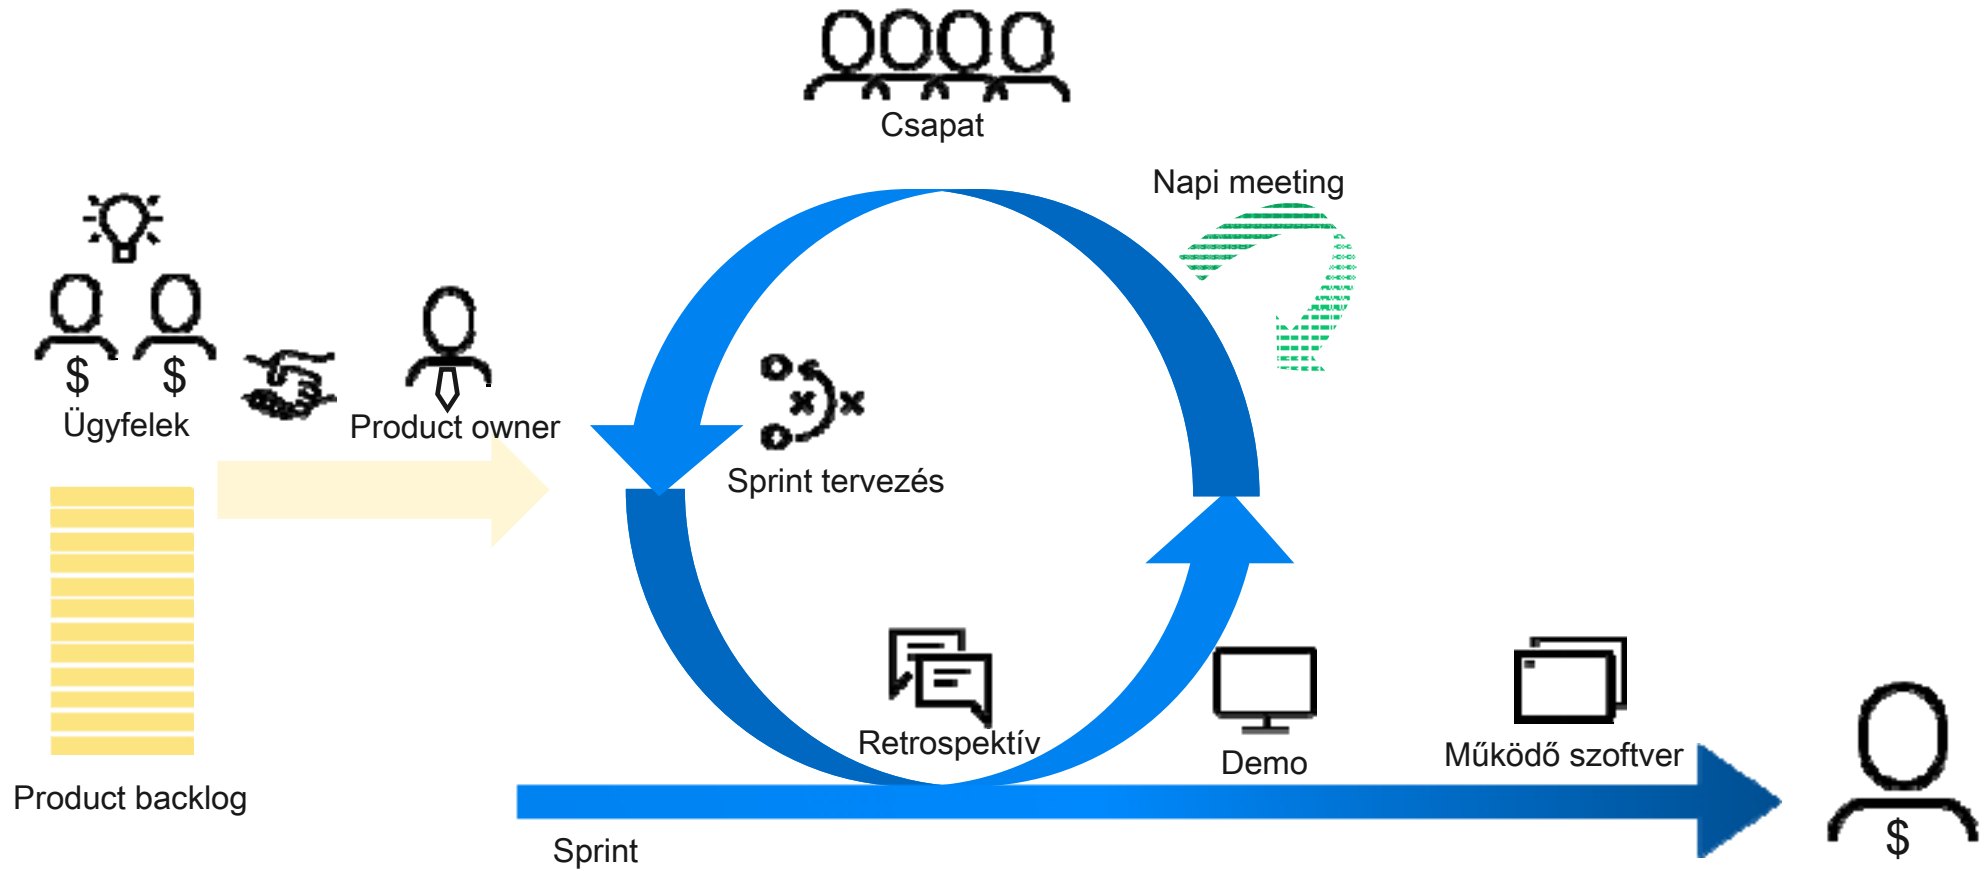 Csapat
Napi meeting
$ $
Ügyfelek
Product owner
Sprint tervezés
Product backlog
Retrospektív
Demo
Működő szoftver
$
Sprint